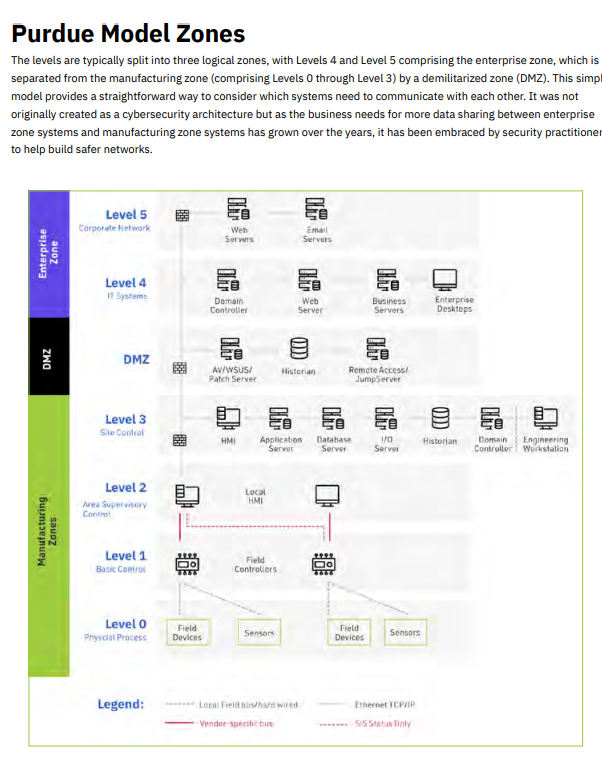 Purdue Model Zones
The levels are typically split into three logical zones, with Levels 4 and Level 5 comprising the enterprise zone, which is
separated from the manufacturing zone (comprising Levels 0 through Level 3) by a demilitarized zone (DMZ). This simpl
model provides a straightforward way to consider which systems need to communicate with each other. It was not
originally created as a cybersecurity architecture but as the business needs for more data sharing between enterprise
zone systems and manufacturing zone systems has grown over the years, it has been embraced by security practitioner
to help build safer networks.
Enterprise
Zone
Level 5
Corporate Network
Web
Servers
Email
Servers
Level 4
IT Systems
Domain
Controller
Web
Server
Business
Servers
Enterprise
Desktops
DMZ
DMZ
AV/WSUS/
Patch Server
Historian
Remote Access/
JumpServer
Manufacturing
Zones
Level 3
Site Control
HMI
Application
Server
Database
Server
I/O
Server
Historian
Domain
Controller
Engineering
Workstation
Level 2
Area Supervisory
Control
Local
HMI
Level 1
Basic Control
Field
Controllers
Level 0
Physcial Process
Field
Devices
Sensors
Field
Devices
Sensors
Legend:
Local Field bus/hard wired
Ethernet TCP/IP
Vendor-specific bus
SIS Status Only